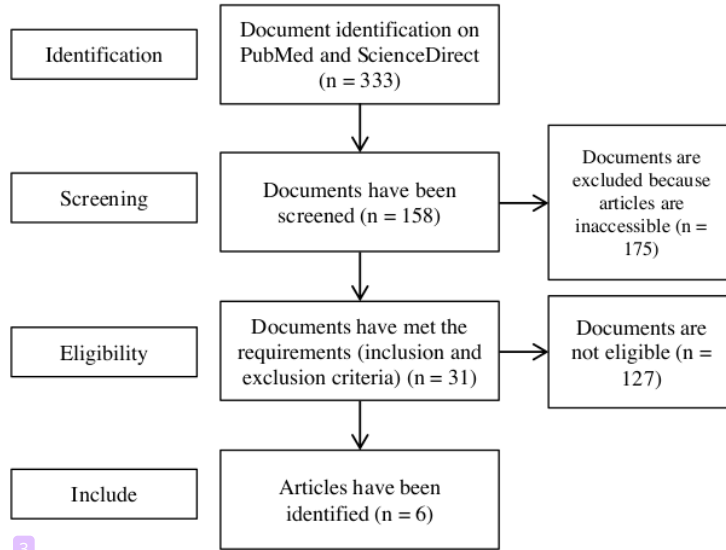 Identification
Document identification on
PubMed and ScienceDirect
(n = 333)
Screening
Documents have been
screened (n = 158)
Documents are
excluded because
articles are
inaccessible (n =
175)
Eligibility
Documents have met the
requirements (inclusion and
exclusion criteria) (n = 31)
Documents are
not eligible (n =
127)
Include
Articles have been
identified (n = 6)
3